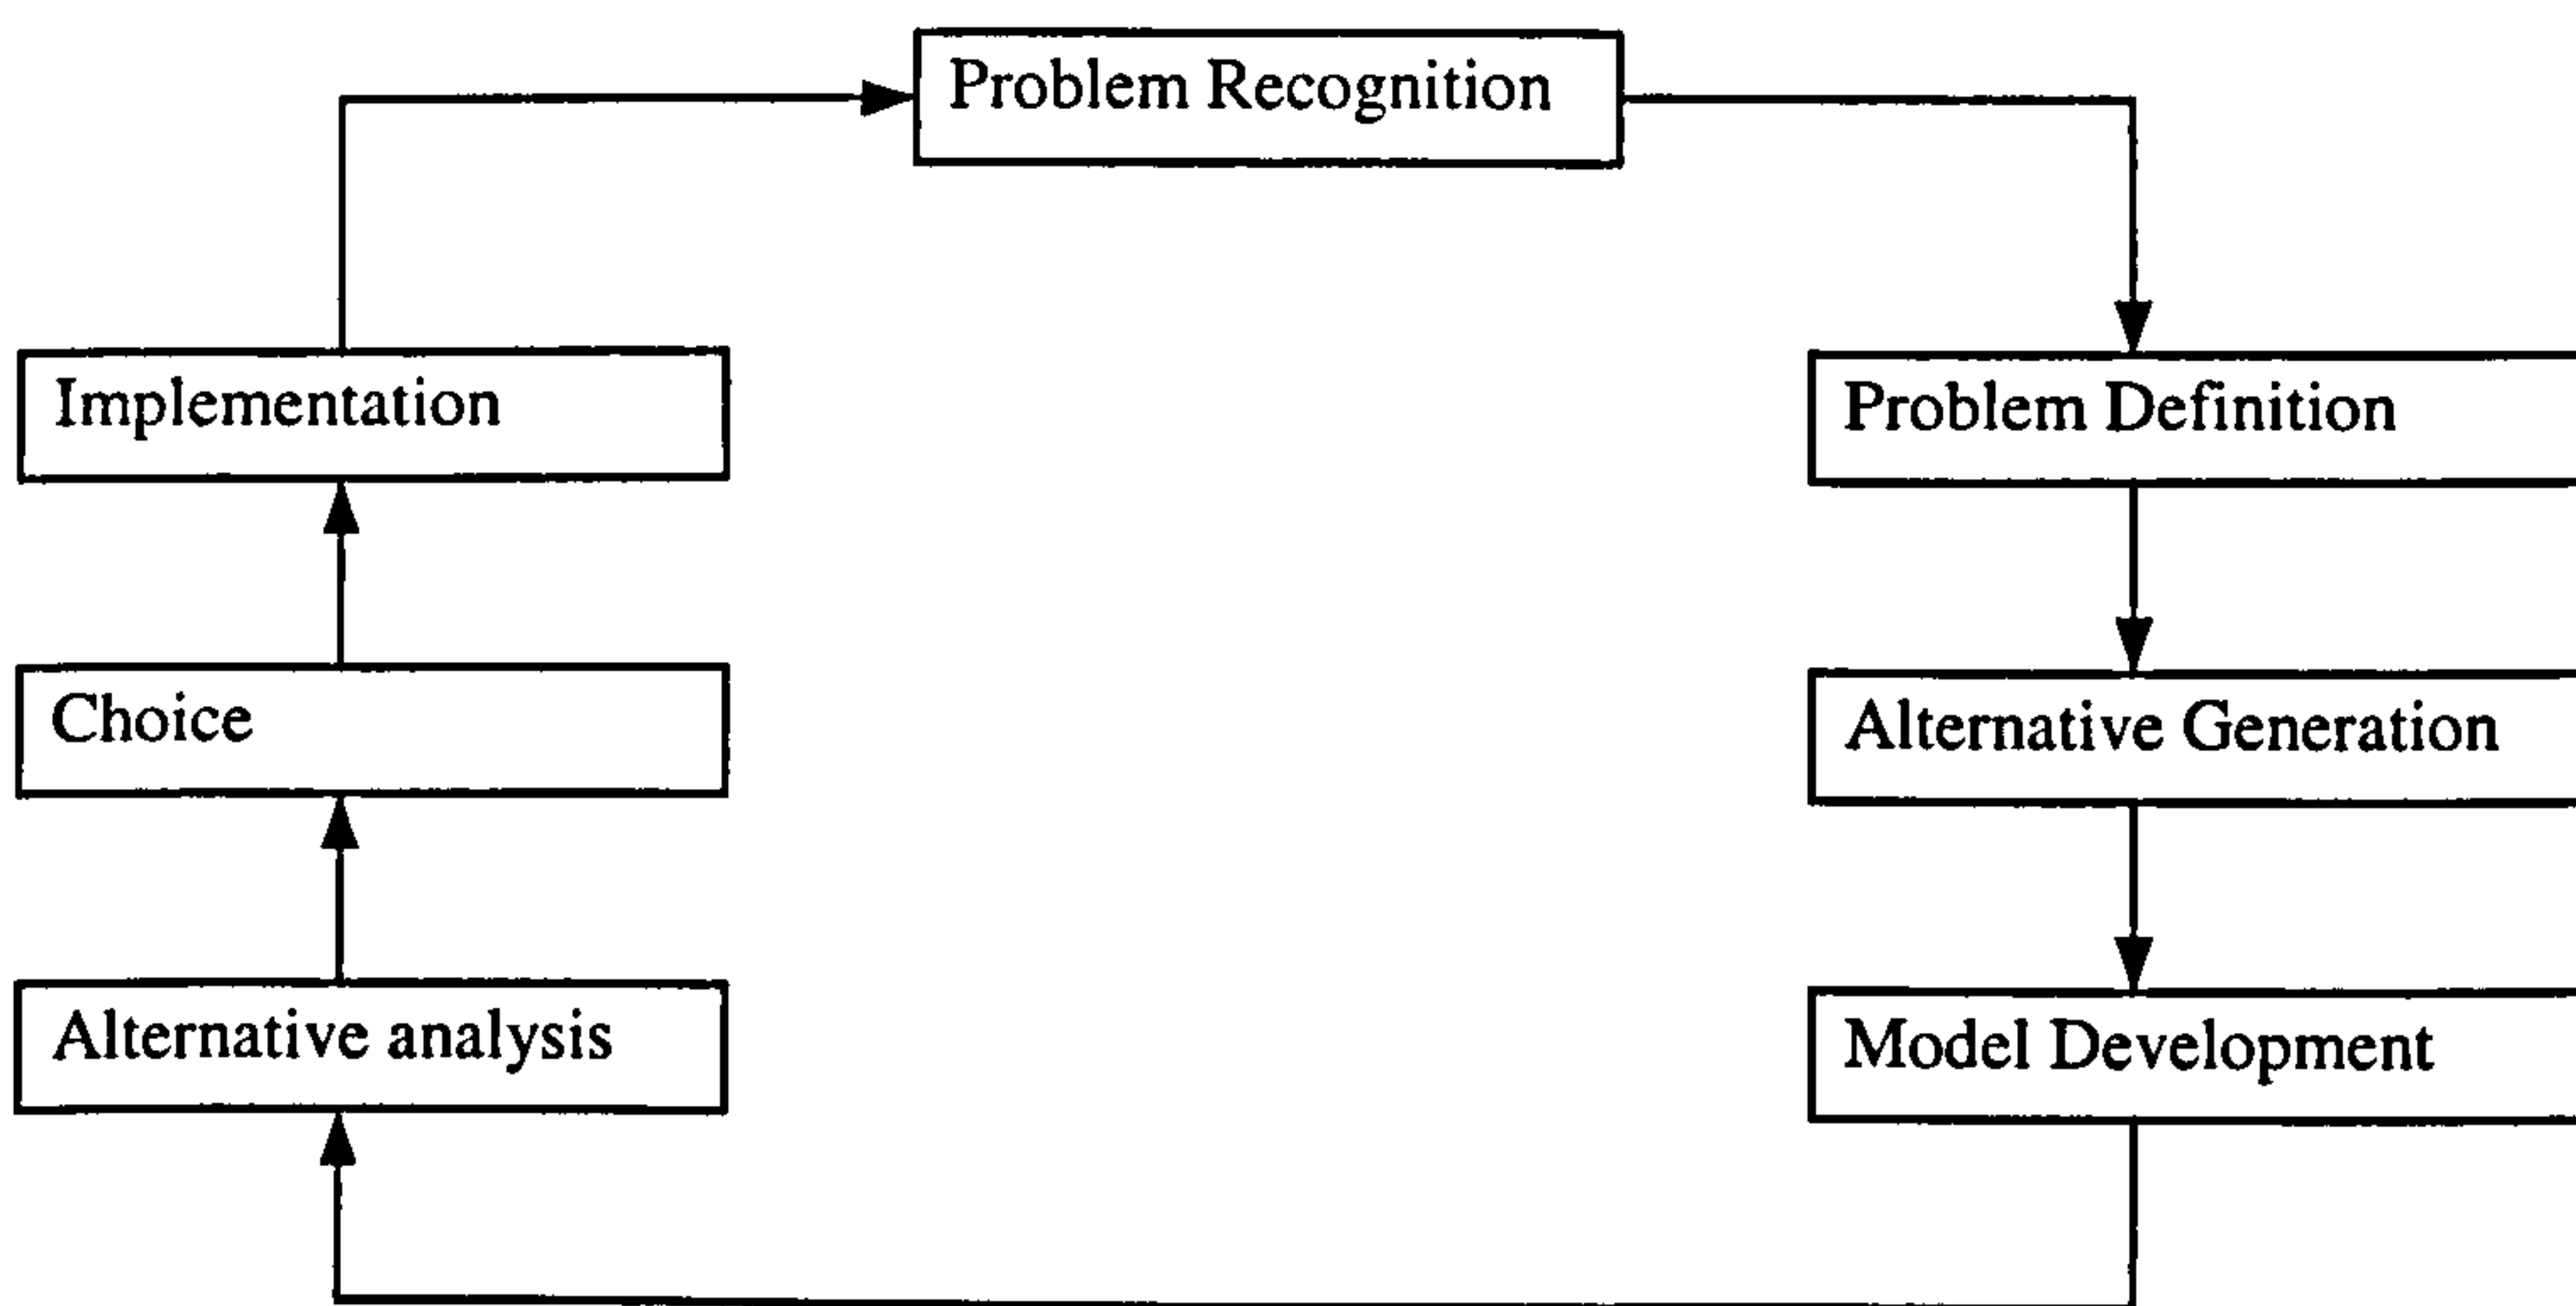 Problem Recognition
Problem Definition
Alternative Generation
Model Development
Alternative analysis
Choice
Implementation